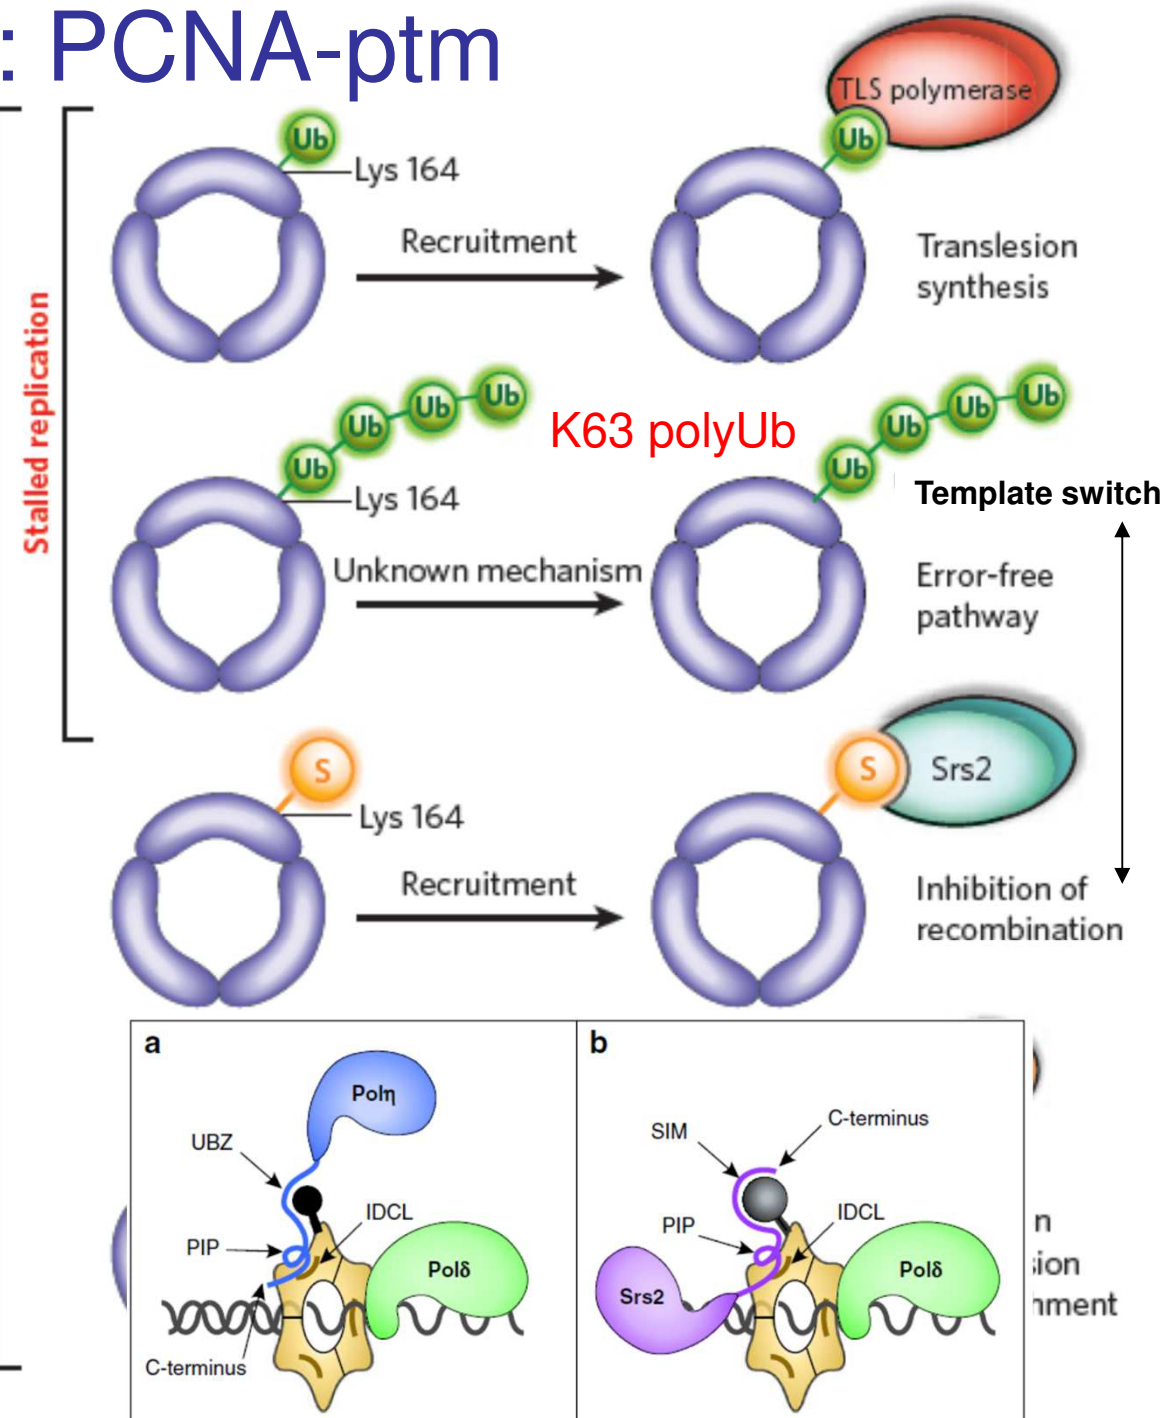 : PCNA-ptm
TLS polymerase
Ub
Ub
Lys 164
Recruitment
Translesion
synthesis
Stalled replication
Ub
Ub
Ub
Ub
K63 polyUb
Ub
Ub
Ub
Ub
Lys 164
Template switch
Unknown mechanism
Error-free
pathway
S
S
Srs2
Lys 164
Recruitment
Inhibition of
recombination
a
Polη
UBZ
IDCL
PIP
Polδ
C-terminus
b
C-terminus
SIM
PIP
IDCL
Polδ
Srs2
n
sion
hment